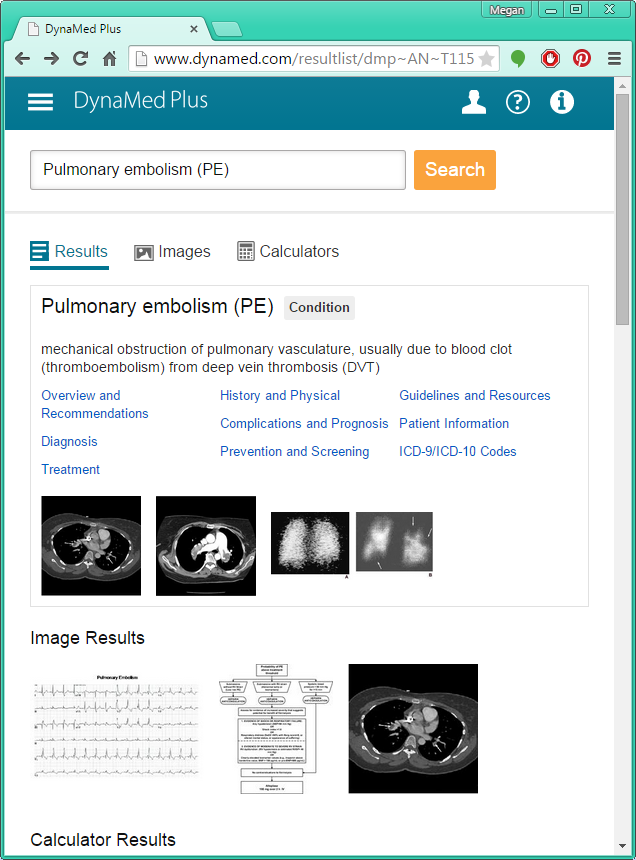 Megan
DynaMed Plus
www.dynamed.com/resultlist/dmp~AN~T115
DynaMed Plus
Pulmonary embolism (PE)
Search
Results
Images
Calculators
Pulmonary embolism (PE)
Condition
mechanical obstruction of pulmonary vasculature, usually due to blood clot
(thromboembolism) from deep vein thrombosis (DVT)
Overview and
Recommendations
Diagnosis
Treatment
History and Physical
Complications and Prognosis
Prevention and Screening
Guidelines and Resources
Patient Information
ICD-9/ICD-10 Codes
A
B
Image Results
Pulmonary Embolism
Calculator Results